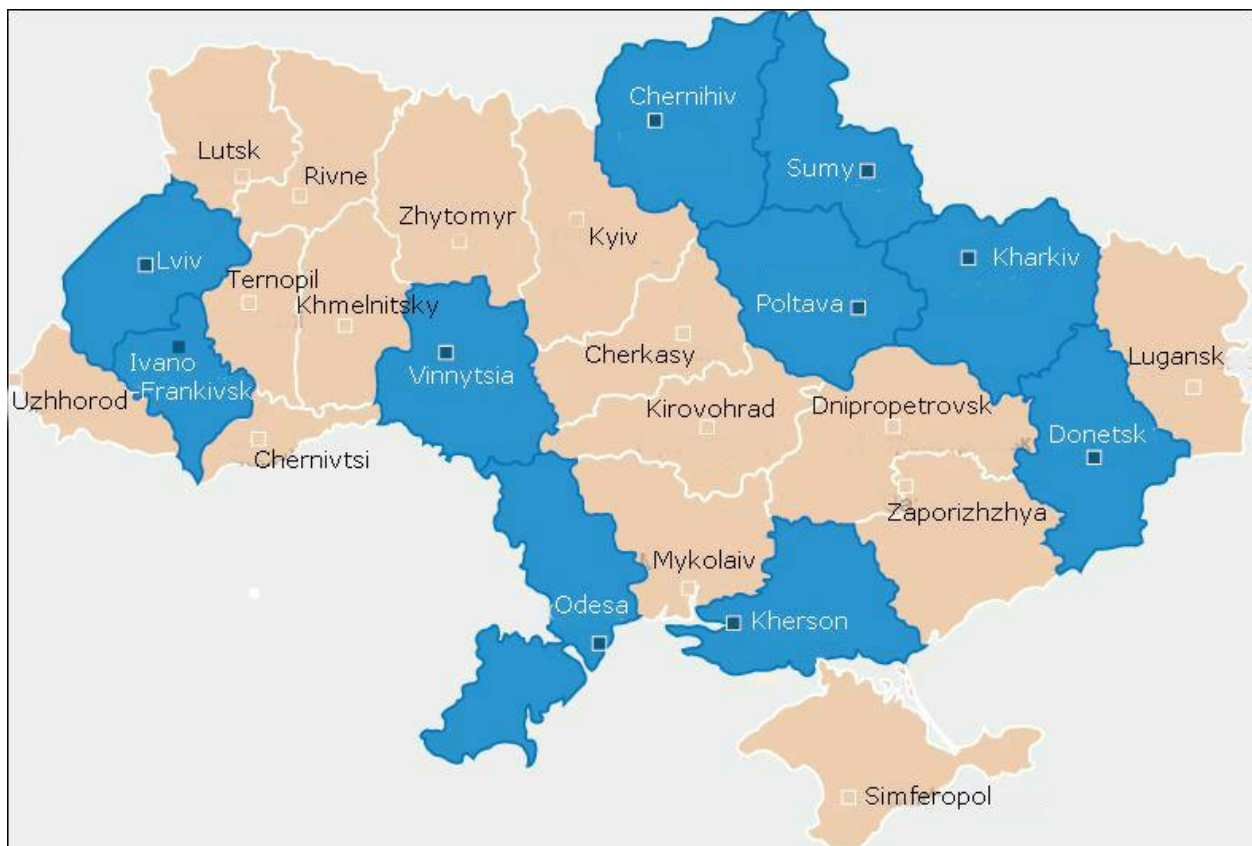 Chernihiv
Lutsk
Rivne
Sumy
Zhytomyr
Kyiv
Lviv
Kharkiv
Ternopil
Khmelnitsky
Poltava
Cherkasy
Lugansk
Ivano
-Frankivsk
Vinnytsia
Uzhhorod
Kirovohrad
Dnipropetrovsk
Donetsk
Chernivtsi
Zaporizhzhya
Mykolaiv
Odesa
Kherson
Simferopol